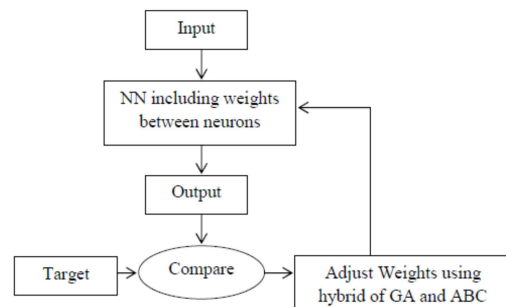 Input
NN including weights
between neurons
Output
Target
Compare
Adjust Weights using
hybrid of GA and ABC